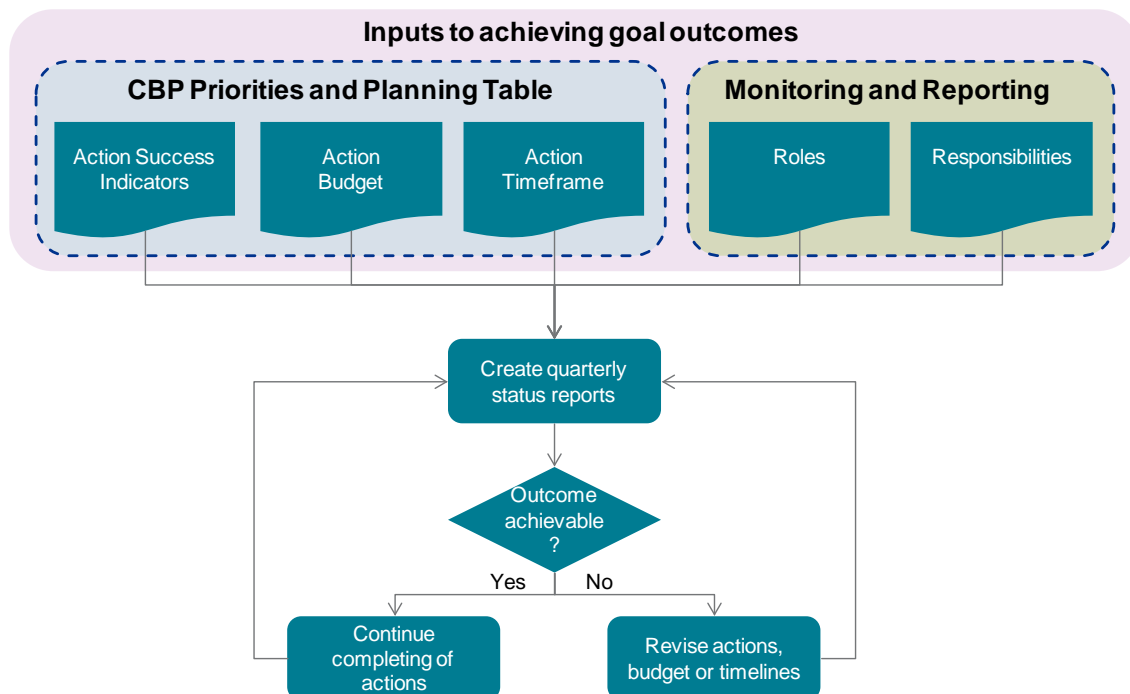 Inputs to achieving goal outcomes
CBP Priorities and Planning Table
Monitoring and Reporting
Action Success
Indicators
Action
Budget
Action
Timeframe
Roles
Responsibilities
Create quarterly
status reports
Outcome
achievable
?
Yes
No
Continue
completing of
actions
Revise actions,
budget or timelines